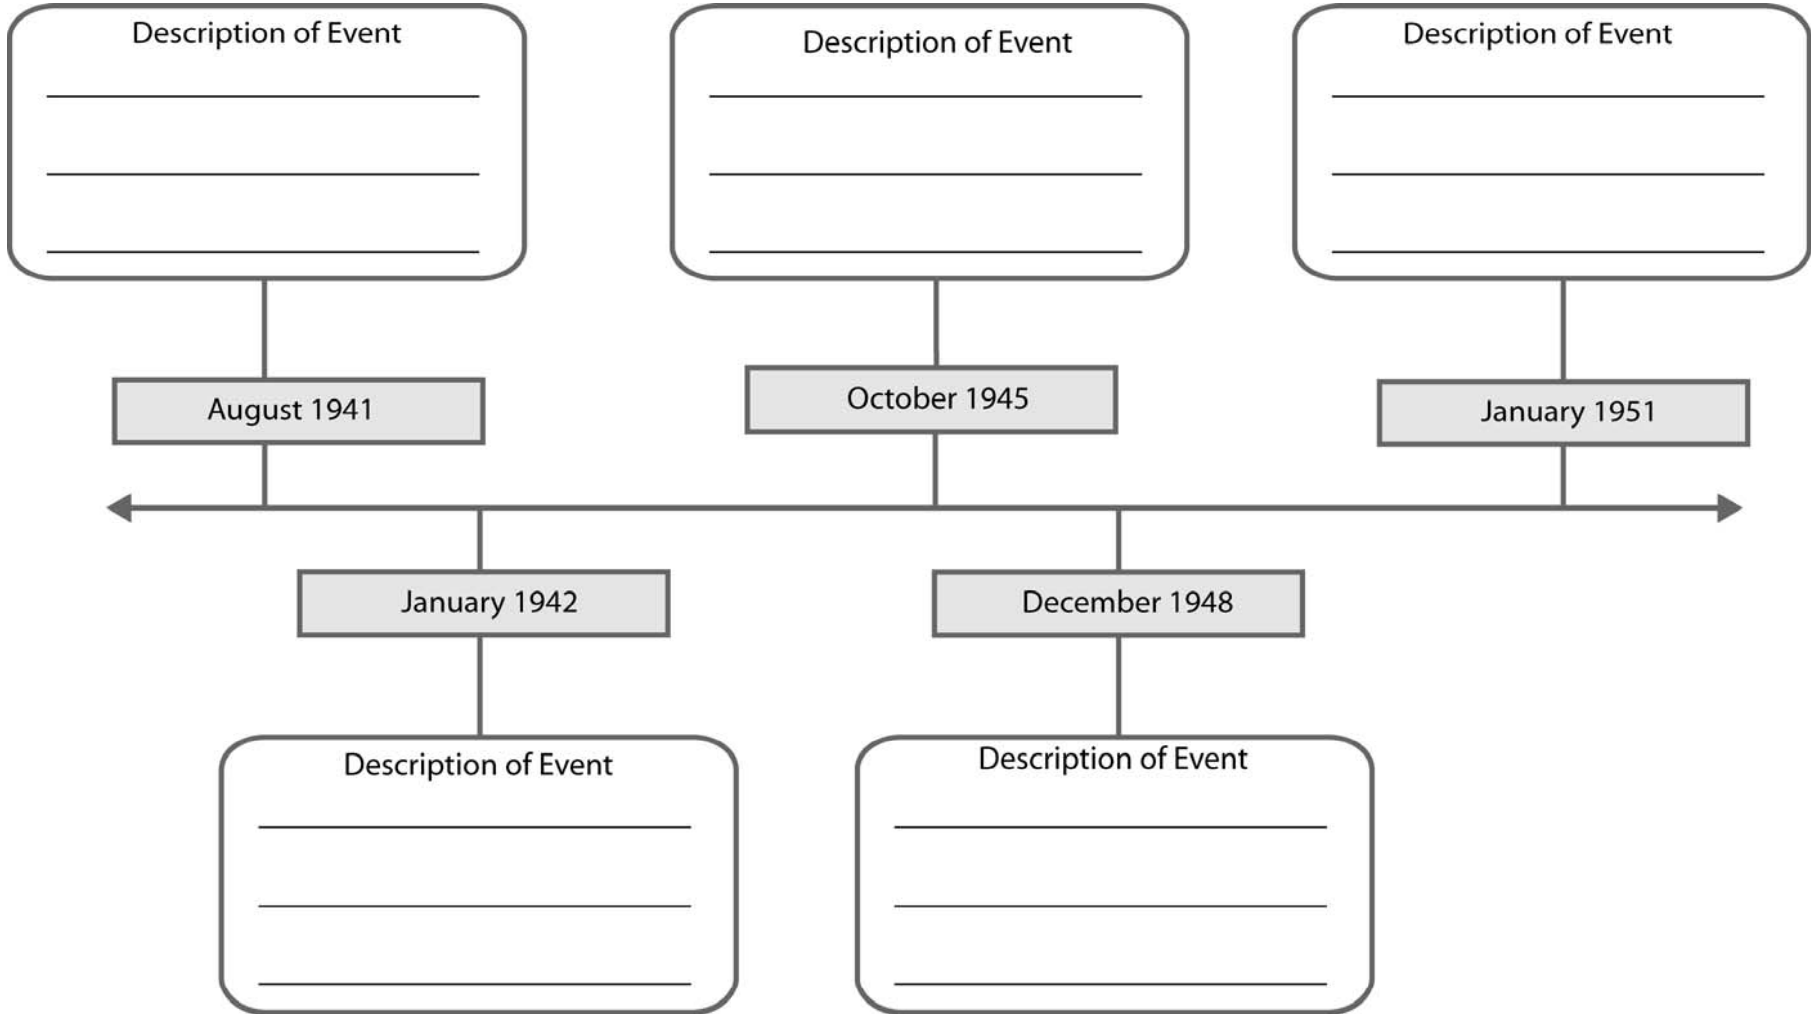 Description of Event
Description of Event
Description of Event
August 1941
October 1945
January 1951
January 1942
December 1948
Description of Event
Description of Event